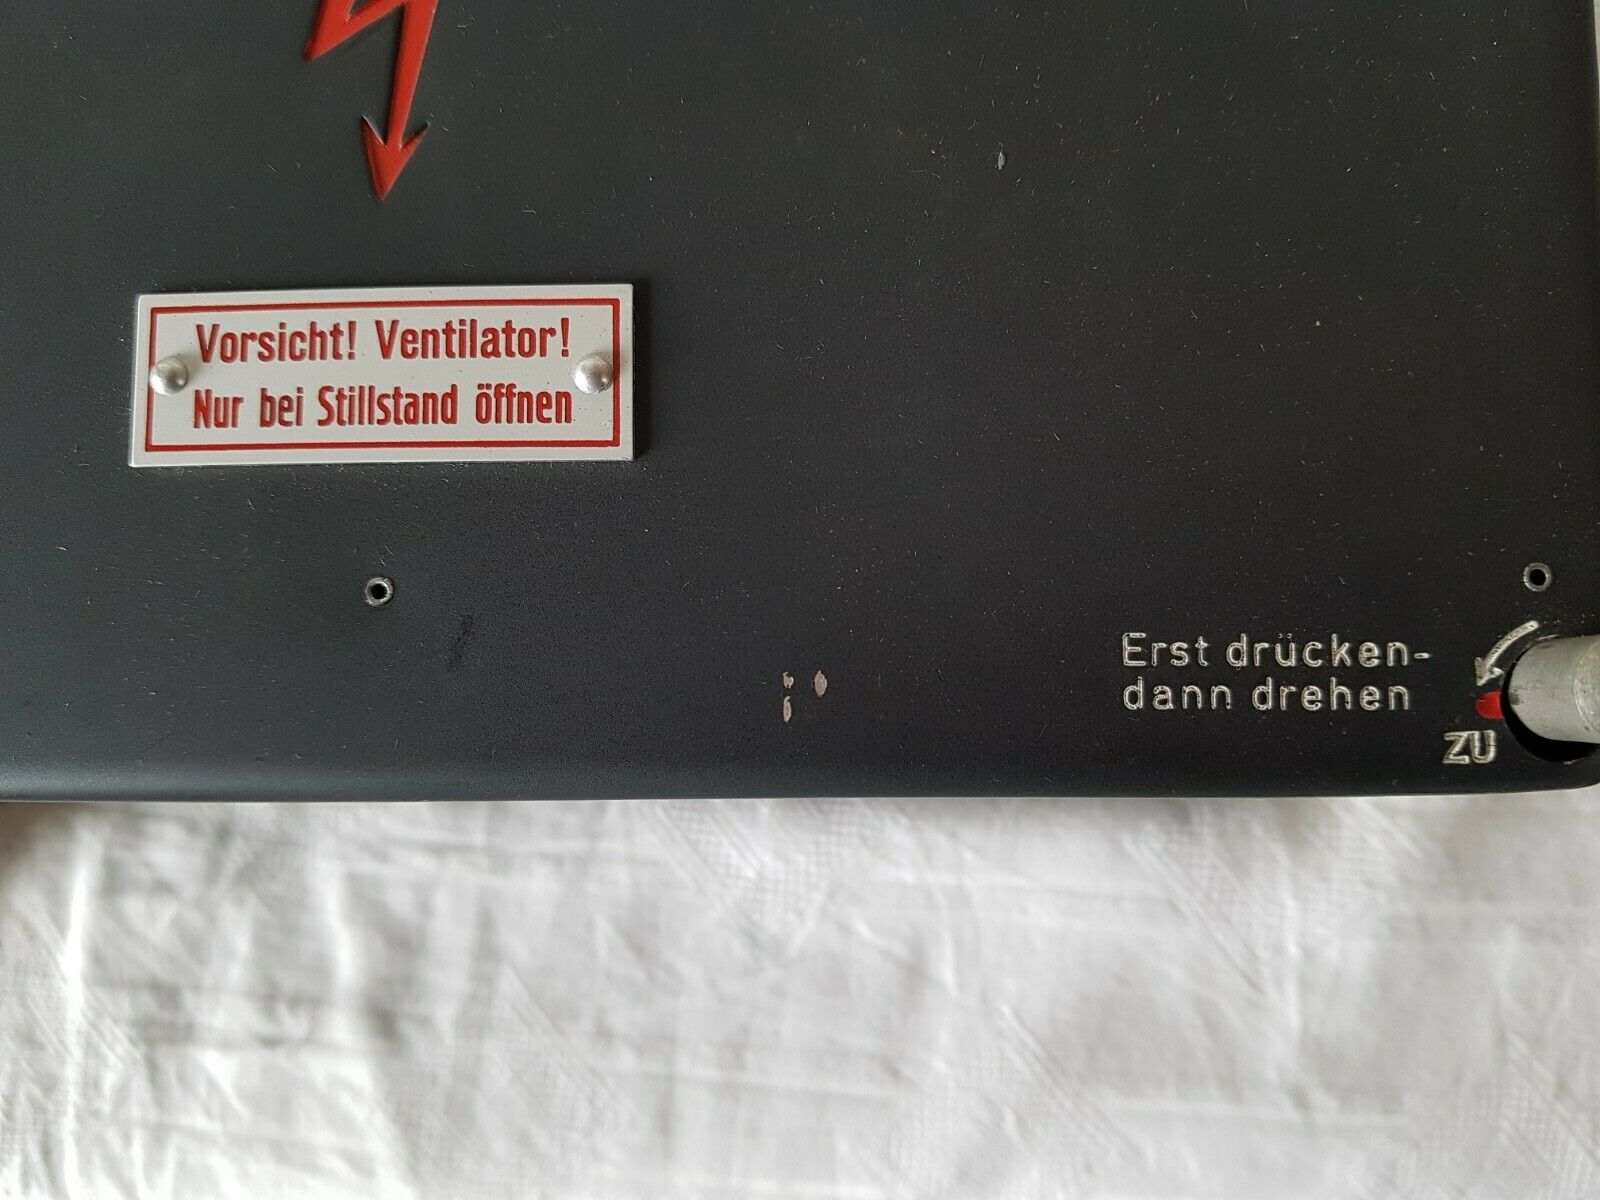 Vorsicht! Ventilator!
Nur bei Stillstand öffnen
Erst drücken-
dann drehen
ZU